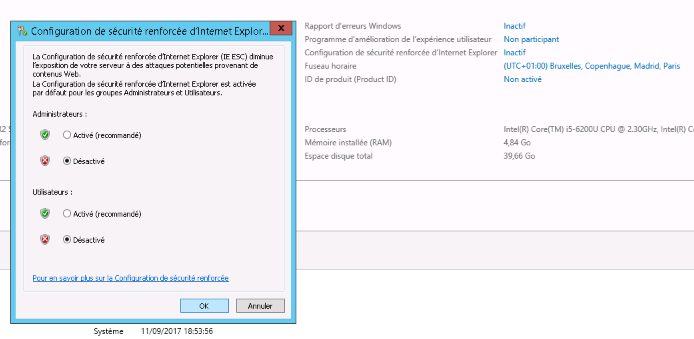 Configuration de sécurité renforcée d'Internet Explor...
La Configuration de sécurité renforcée d'Internet Explorer (IE ESC) diminue
l'exposition de votre serveur à des attaques potentielles provenant de
contenus Web.
La Configuration de sécurité renforcée d'Internet Explorer est activée
par défaut pour les groupes Administrateurs et Utilisateurs.
Administrateurs :
Activé (recommandé)
Désactivé
Utilisateurs :
Activé (recommandé)
Désactivé
Pour en savoir plus sur la Configuration de sécurité renforcée
OK Annuler
Rapport d'erreurs Windows Inactif
Programme d'amélioration de l'expérience utilisateur Non participant
Configuration de sécurité renforcée d'Internet Explorer Inactif
Fuseau horaire (UTC+01:00) Bruxelles, Copenhague, Madrid, Paris
ID de produit (Product ID) Non activé
Processeurs Intel(R) Core(TM) i5-6200U CPU @ 2.30GHz, Intel(R) C
Mémoire installée (RAM) 4,84 Go
Espace disque total 39,66 Go
Système 11/09/2017 18:53:56